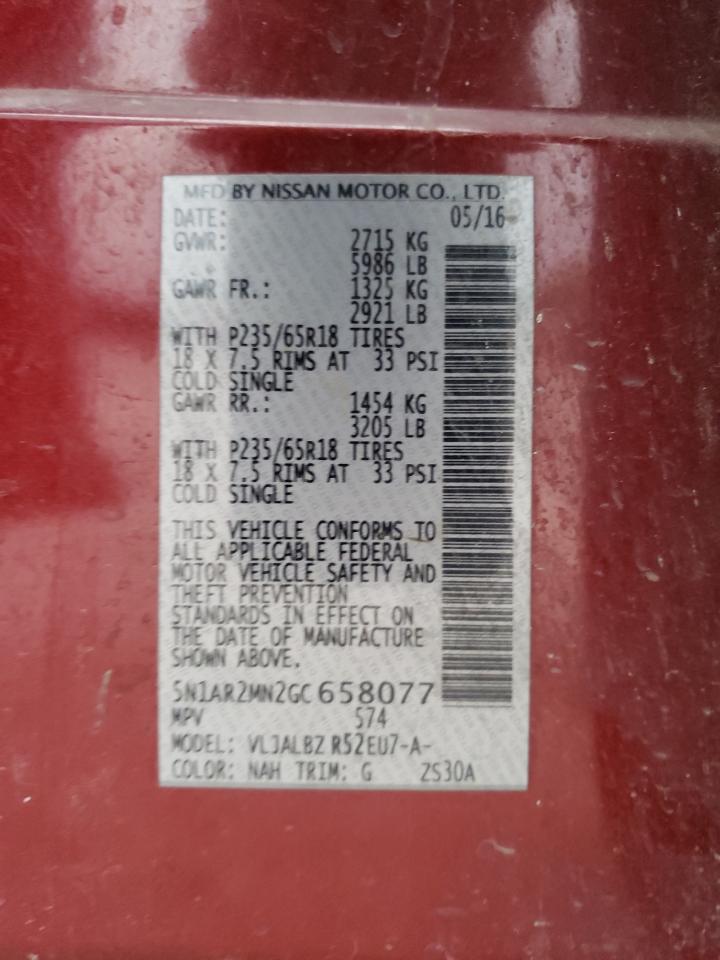 MFD BY NISSAN MOTOR CO., LTD.
DATE: 05/16
GVWR: 2715 KG
5986 LB
GAWR FR.: 1325 KG
2921 LB
WITH P235/65R18 TIRES
18 X 7.5 RIMS AT 33 PSI
COLD SINGLE
GAWR RR.: 1454 KG
3205 LB
WITH P235/65R18 TIRES
18 X 7.5 RIMS AT 33 PSI
COLD SINGLE
THIS VEHICLE CONFORMS TO
ALL APPLICABLE FEDERAL
MOTOR VEHICLE SAFETY AND
THEFT PREVENTION
STANDARDS IN EFFECT ON
THE DATE OF MANUFACTURE
SHOWN ABOVE.
5N1AR2MN2GC658077
MPV 574
MODEL: VLJALBZ R52EU7-A-
COLOR: NAH TRIM: G ZS30A